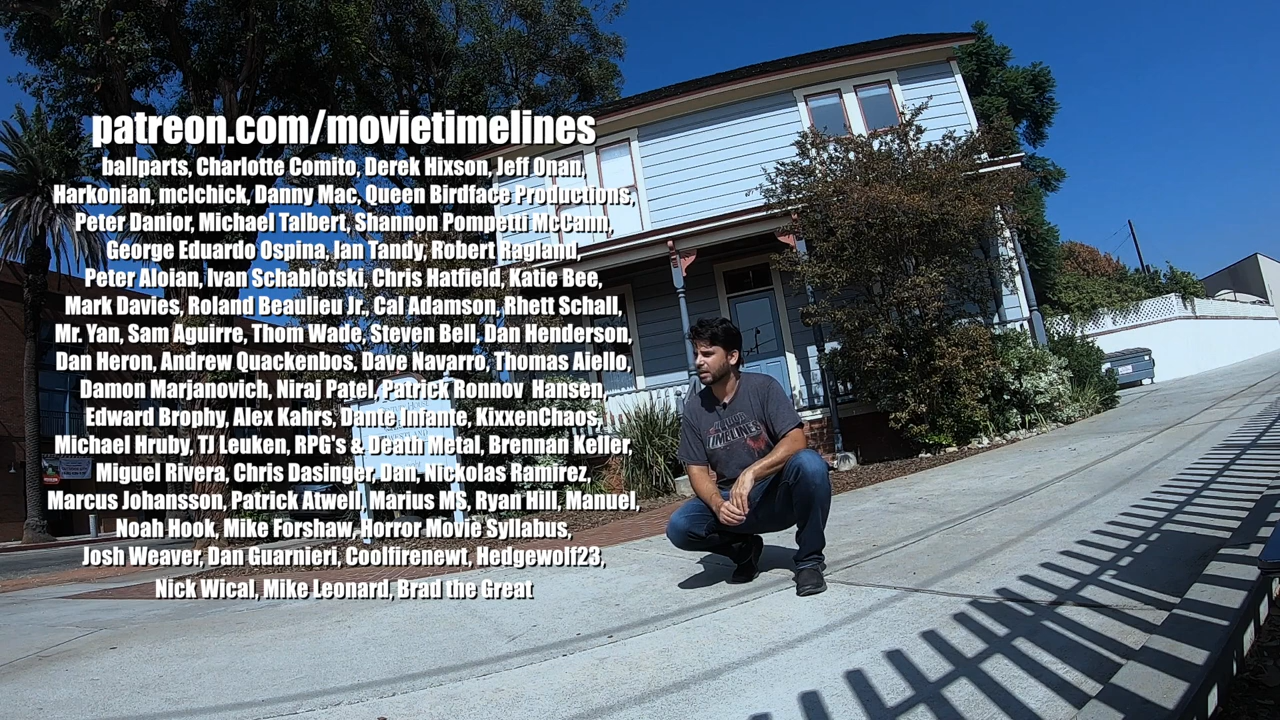 patreon.com/movietimelines
ballparts, Charlotte Comito, Derek Hixson, Jeff Onan,
Harkonian, mclchick, Danny Mac, Queen Birdface Productions,
Peter Danior, Michael Talbert, Shannon Pompetti McCann,
George Eduardo Ospina, Jan Tandy, Robert Ragland,
Peter Aloian, Ivan Schablotski, Chris Hatfield, Katie Bee,
Mark Davies, Roland Beaulieu Jr, Cal Adamson, Rhett Schall,
Mr. Yan, Sam Aguirre, Thom Wade, Steven Bell, Dan Henderson,
Dan Heron, Andrew Quackenbos, Dave Navarro, Thomas Aiello,
Damon Marjanovich, Niraj Patel, Patrick Ronnov Hansen,
Edward Brophy, Alex Kahrs, Dante Infante, KixxenChaos,
Michael Hruby, TJ Leuken, RPG's & Death Metal, Brennan Keller,
Miguel Rivera, Chris Dasinger, Dan, Nickolas Ramirez,
Marcus Johansson, Patrick Atwell, Marius MS, Ryan Hill, Manuel,
Noah Hook, Mike Forshaw, Horror Movie Syllabus,
Josh Weaver, Dan Guarnieri, Coolfirenewt, Hedgewolf23,
Nick Wical, Mike Leonard, Brad the Great
TIMELINES